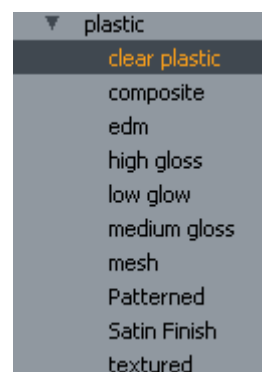 plastic
clear plastic
composite
edm
high gloss
low glow
medium gloss
mesh
Patterned
Satin Finish
textured